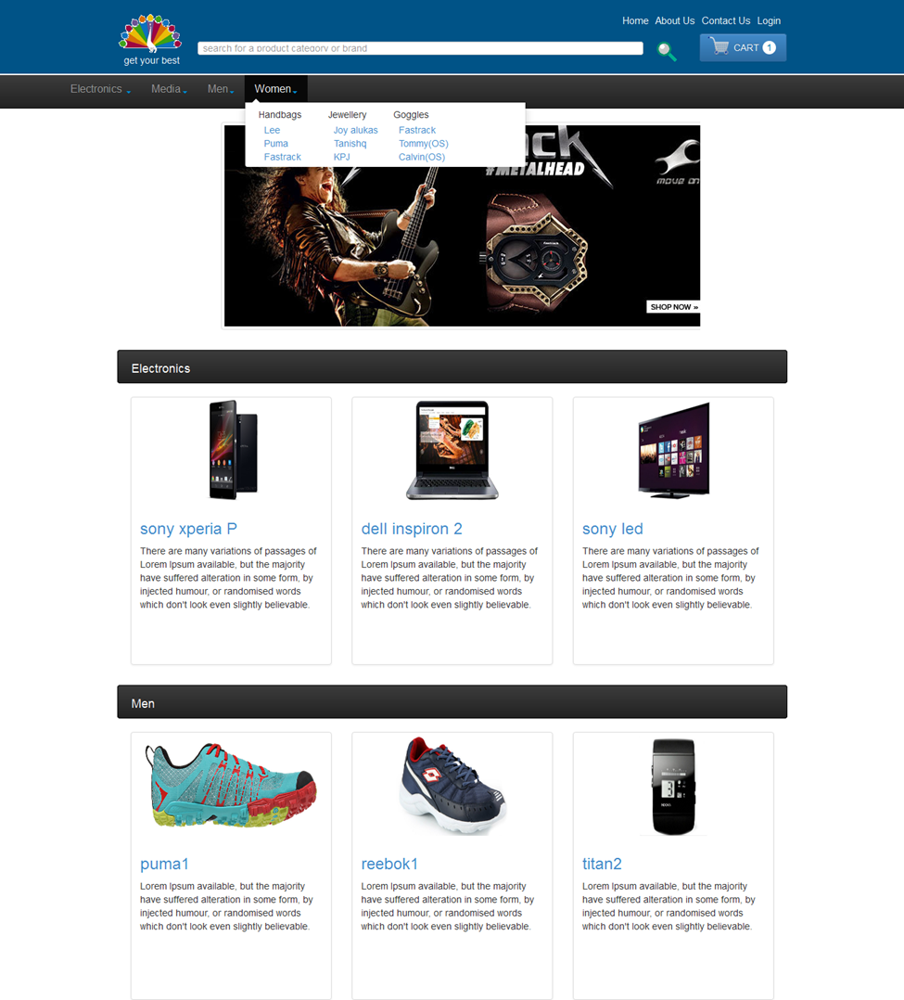 Home About Us Contact Us Login
search for a product category or brand
CART 1
get your best
Electronics Media Men Women
Handbags Jewellery Goggles
Lee Joy alukas Fastrack
Puma Tanishq Tommy(OS)
Fastrack KPJ Calvin(OS)
#METALHEAD
MOVE ON
SHOP NOW »
Electronics
sony xperia P
There are many variations of passages of
Lorem Ipsum available, but the majority
have suffered alteration in some form, by
injected humour, or randomised words
which don't look even slightly believable.
dell inspiron 2
There are many variations of passages of
Lorem Ipsum available, but the majority
have suffered alteration in some form, by
injected humour, or randomised words
which don't look even slightly believable.
sony led
There are many variations of passages of
Lorem Ipsum available, but the majority
have suffered alteration in some form, by
injected humour, or randomised words
which don't look even slightly believable.
Men
puma1
Lorem Ipsum available, but the majority
have suffered alteration in some form, by
injected humour, or randomised words
which don't look even slightly believable.
reebok1
Lorem Ipsum available, but the majority
have suffered alteration in some form, by
injected humour, or randomised words
which don't look even slightly believable.
titan2
Lorem Ipsum available, but the majority
have suffered alteration in some form, by
injected humour, or randomised words
which don't look even slightly believable.